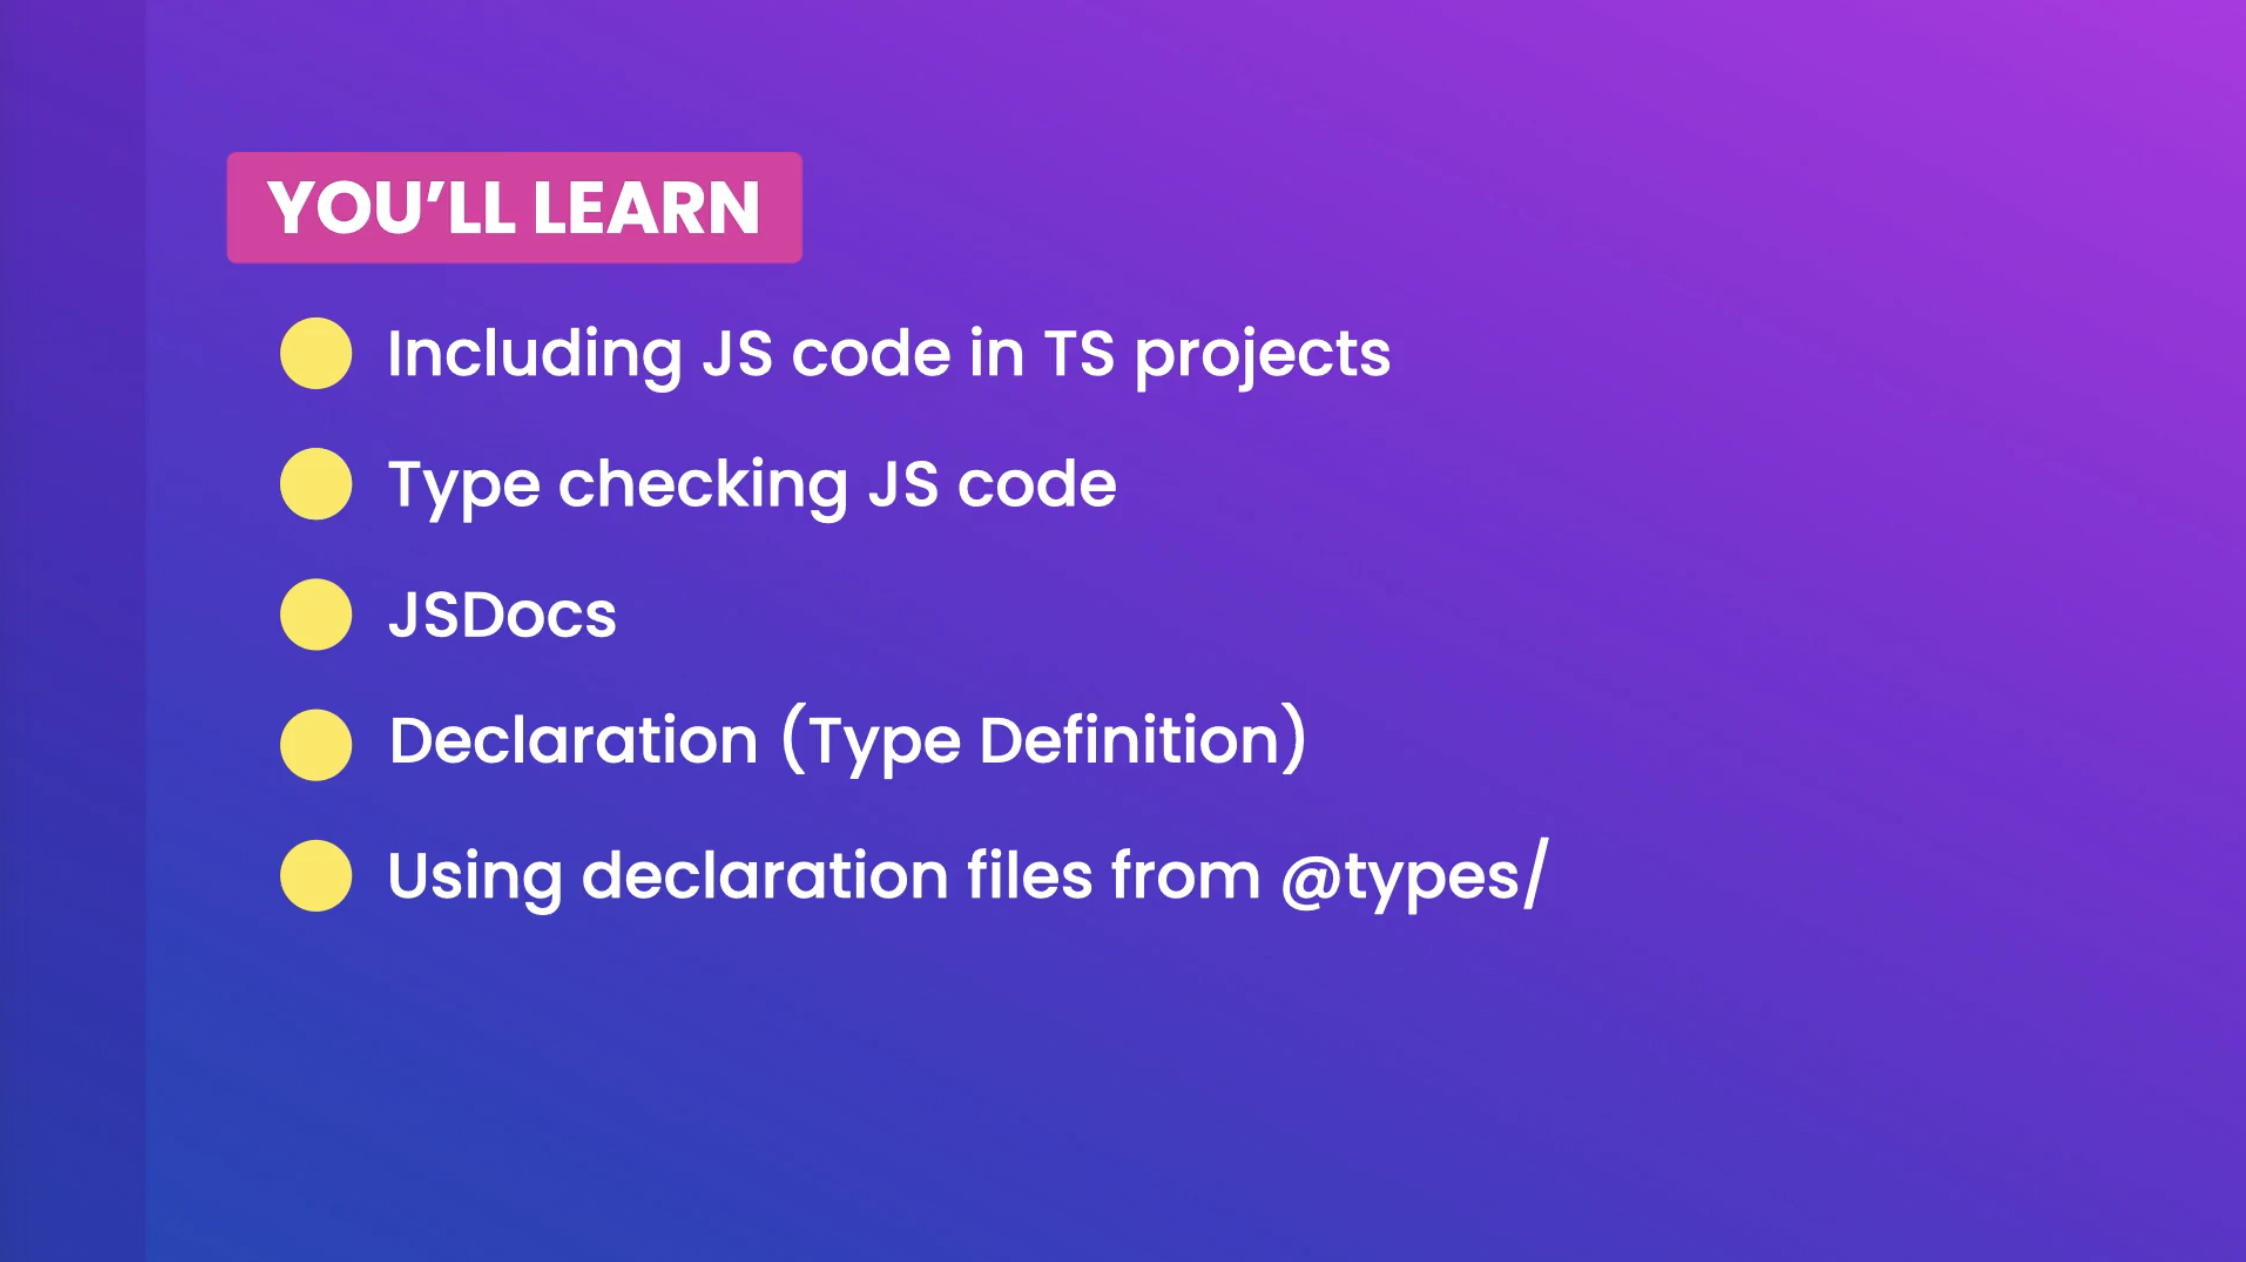 YOU’LL LEARN
Including JS code in TS projects
Type checking JS code
JSDocs
Declaration (Type Definition)
Using declaration files from @types/